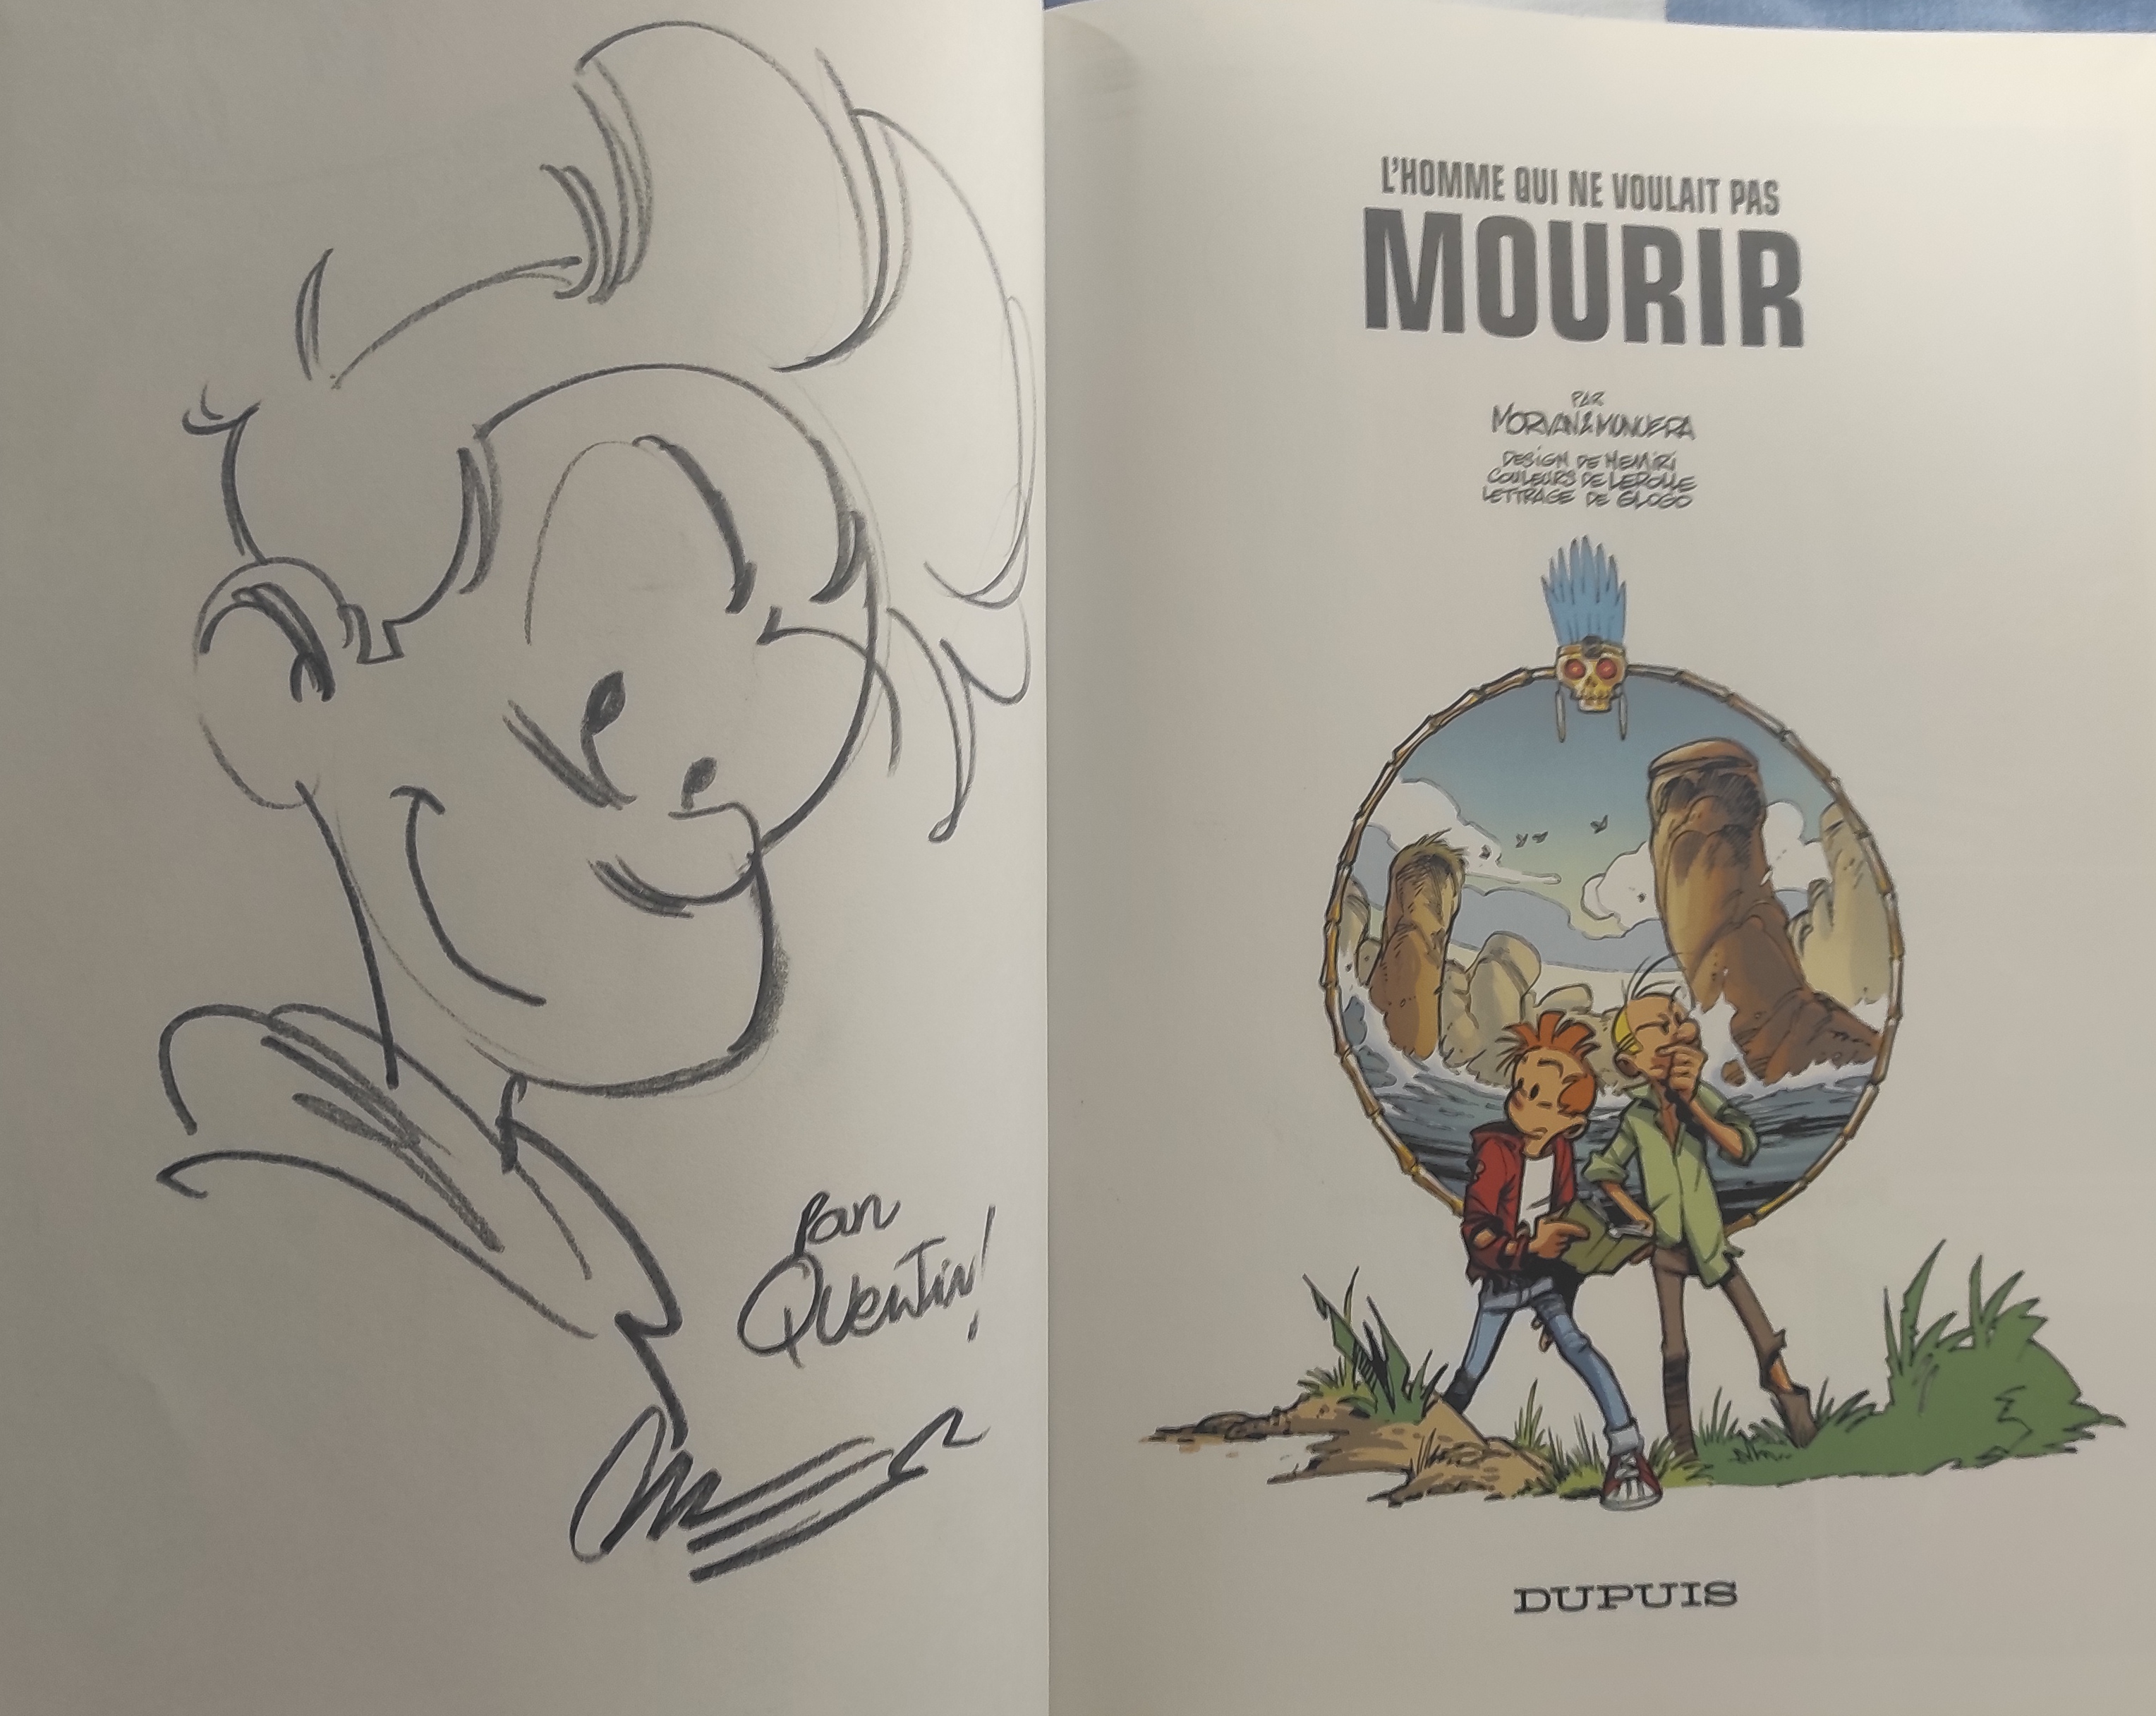 Pour
Quentin!
L'HOMME QUI NE VOULAIT PAS
MOURIR
PAR
MORVAN & MUNUERA
DESIGN DE NEMIRI
COULEURS DE LEROLLE
LETTRAGE DE GLOGO
DUPUIS